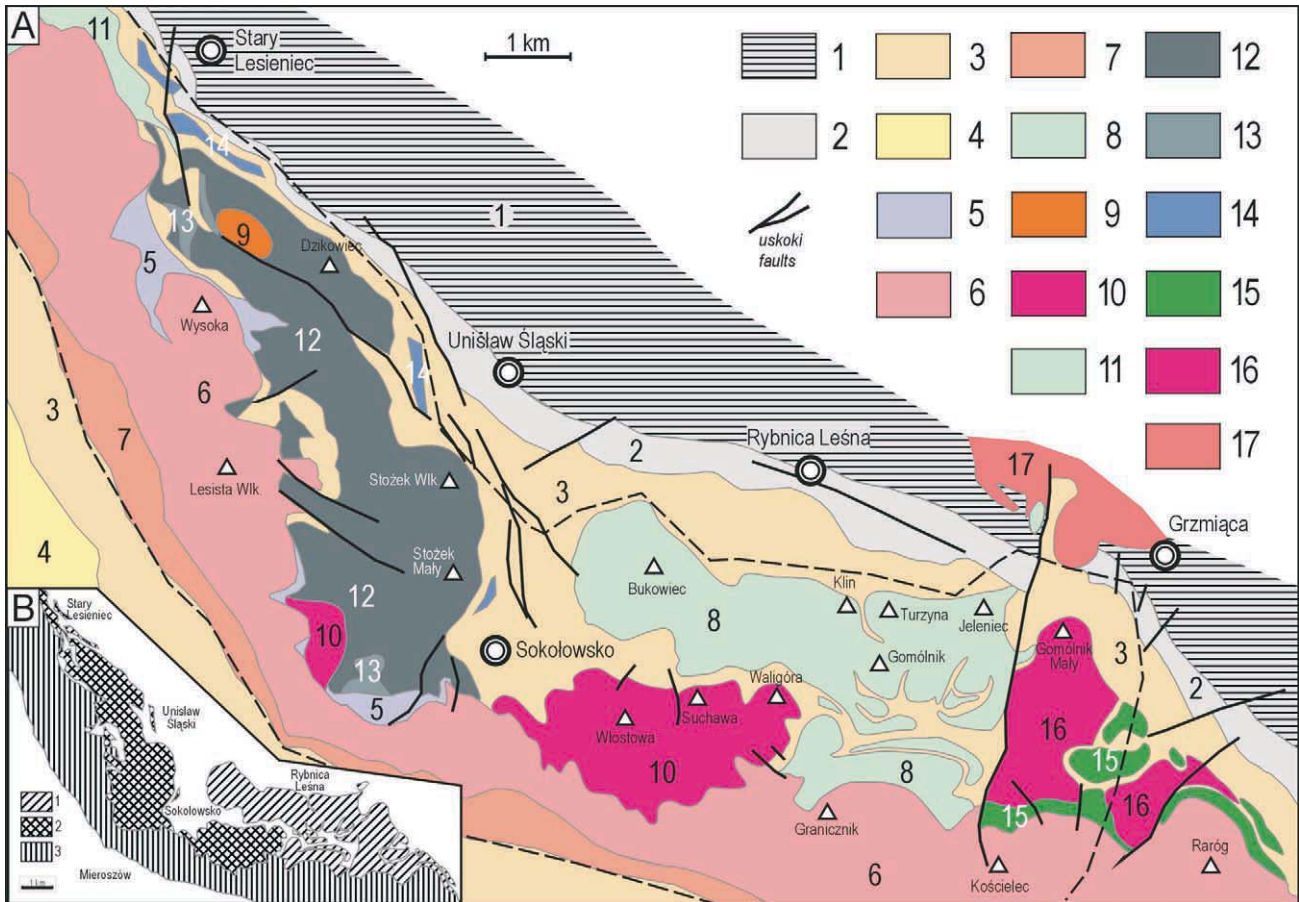 A
11
Stary
Lesieniec
1 km
1
3
7
12
2
4
8
13
5
9
14
uskoki
faults
6
10
15
11
16
17
14
1
13
9
Dzikowiec
5
Wysoka
12
Unisław Śląski
14
6
3
7
2
Rybnica Leśna
17
Lesista Wlk.
Stożek Wlk
3
Grzmiąca
4
Stożek
Mały
Bukowiec
Klin
Turzyna
Jeleniec
12
8
B
10
Sokołowsko
Gomólnik
Gomólnik
Mały
3
13
Waligóra
2
5
Suchawa
Włostowa
16
10
15
8
16
15
Granicznik
Raróg
6
Kościelec
Stary
Lesieniec
Unisław
Śląski
Rybnica
Leśna
Sokołowsko
1
2
3
1 km
Mieroszów